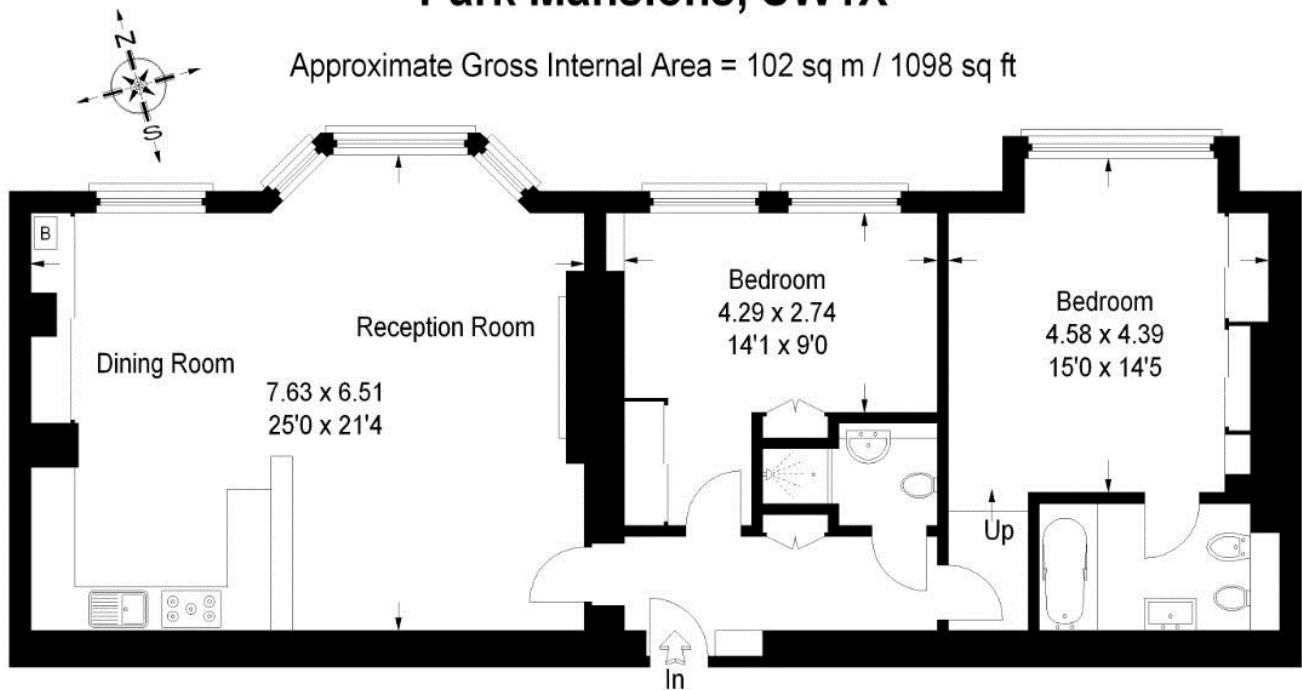 N
S
Approximate Gross Internal Area = 102 sq m / 1098 sq ft
B
Dining Room
Reception Room
7.63 x 6.51
25'0 x 21'4
Bedroom
4.29 x 2.74
14'1 x 9'0
Bedroom
4.58 x 4.39
15'0 x 14'5
Up
In